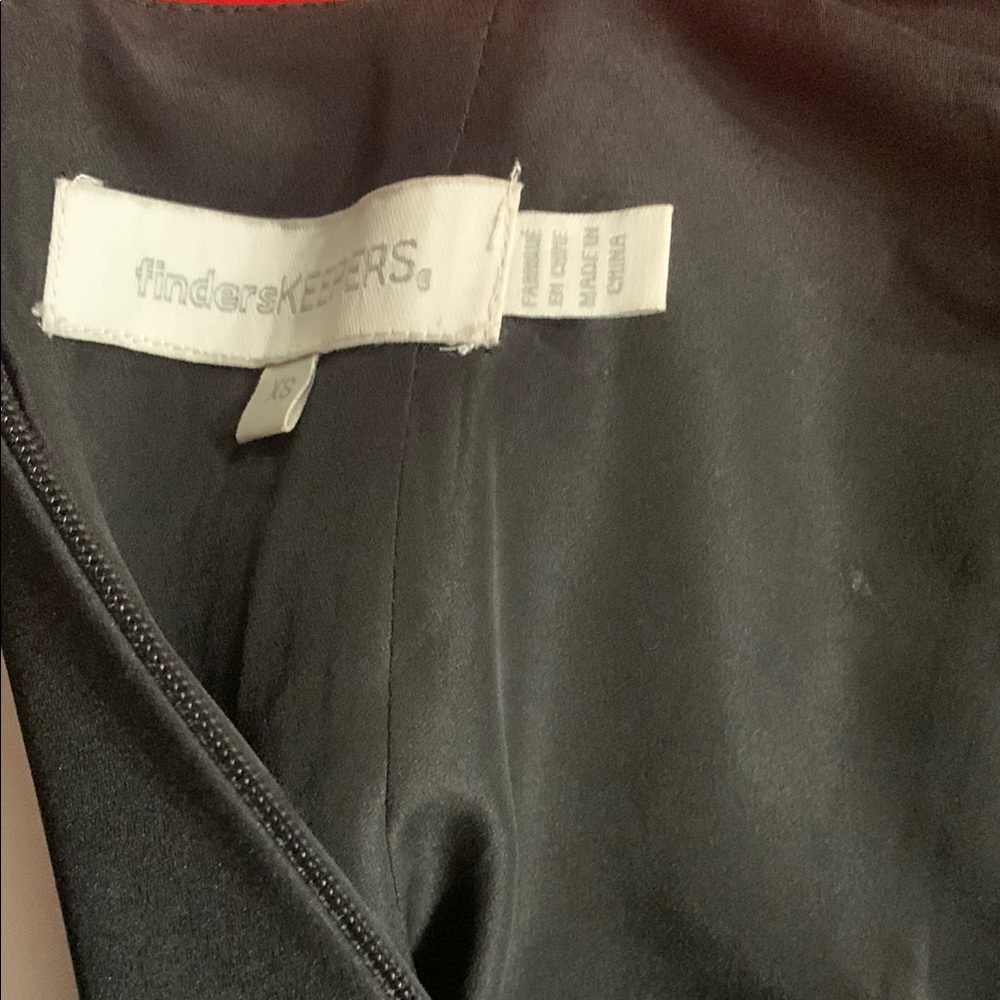 findersKEEPERS.
XS
FABRIQUÉ
EN CHINE
MADE IN
CHINA